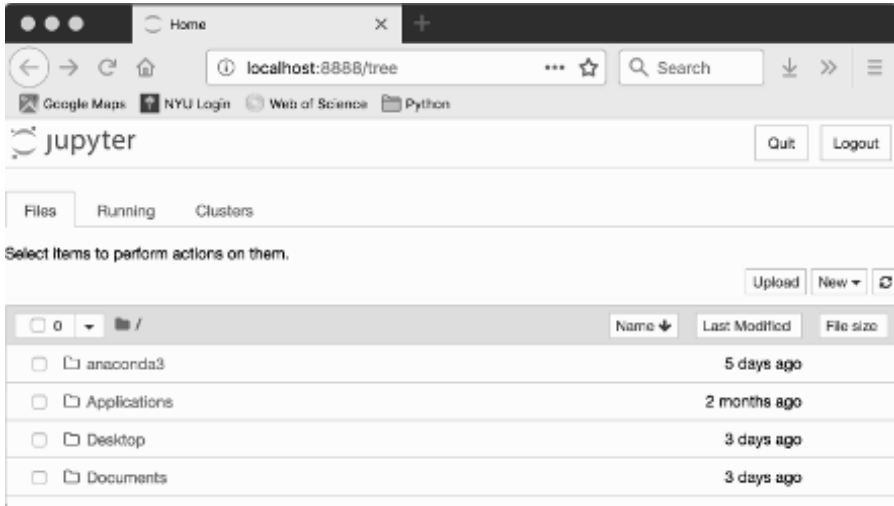 Home
localhost:8888/tree Search
Google Maps NYU Login Web of Science Python
jupyter Quit Logout
Files Running Clusters
Select items to perform actions on them.
Upload New
0 / Name Last Modified File size
anaconda3 5 days ago
Applications 2 months ago
Desktop 3 days ago
Documents 3 days ago